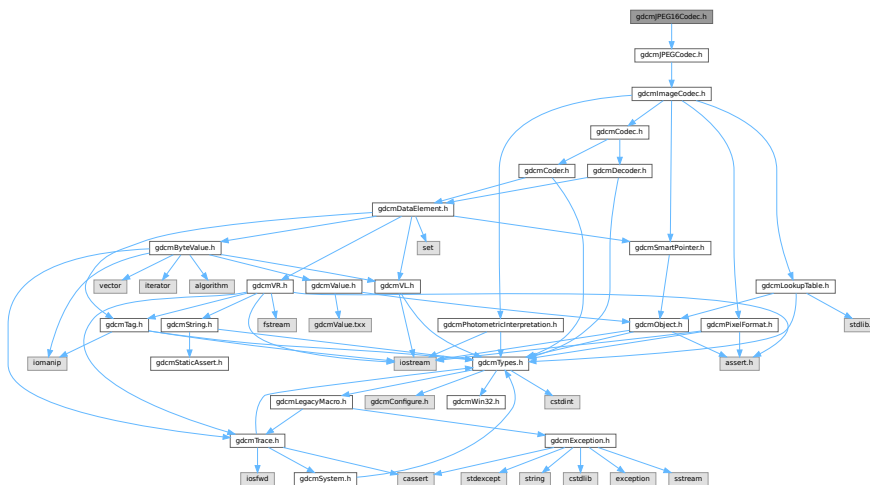 gdcmJPEG16Codec.h
gdcmJPEGCodec.h
gdcmImageCodec.h
gdcmCodec.h
gdcmCoder.h
gdcmDecoder.h
gdcmDataElement.h
gdcmByteValue.h
set
gdcmSmartPointer.h
vector
iterator
algorithm
gdcmVR.h
gdcmValue.h
gdcmVL.h
gdcmLookupTable.h
gdcmTag.h
gdcmString.h
fstream
gdcmValue.txx
gdcmPhotometricInterpretation.h
gdcmObject.h
gdcmPixelFormat.h
stdlib.
iomanip
gdcmStaticAssert.h
iostream
gdcmTypes.h
assert.h
gdcmLegacyMacro.h
gdcmConfigure.h
gdcmWin32.h
cstdint
gdcmTrace.h
gdcmException.h
iosfwd
gdcmSystem.h
cassert
stdexcept
string
cstdlib
exception
sstream